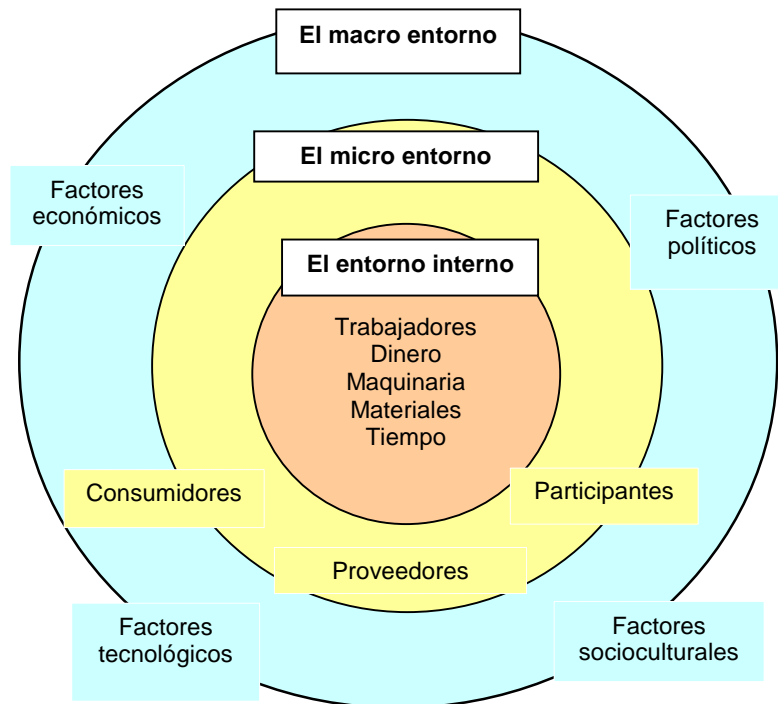 El macro entorno
El micro entorno
Factores
económicos
Factores
políticos
El entorno interno
Trabajadores
Dinero
Maquinaria
Materiales
Tiempo
Consumidores
Participantes
Proveedores
Factores
tecnológicos
Factores
socioculturales